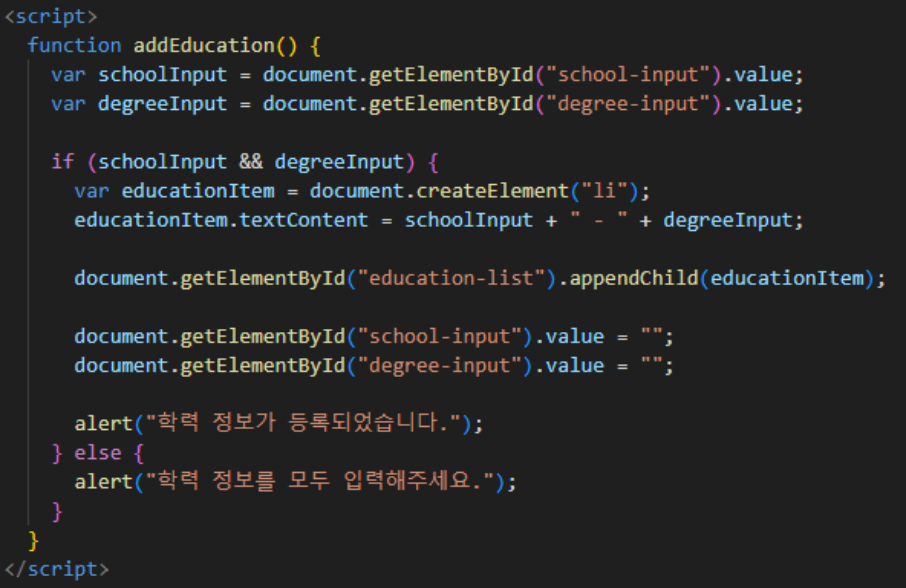 <script>
function addEducation() {
var schoolInput = document.getElementById("school-input").value;
var degreeInput = document.getElementById("degree-input").value;
if (schoolInput && degreeInput) {
var educationItem = document.createElement("li");
educationItem.textContent = schoolInput + " - " + degreeInput;
document.getElementById("education-list").appendChild(educationItem);
document.getElementById("school-input").value = "";
document.getElementById("degree-input").value = "";
alert("학력 정보가 등록되었습니다.");
} else {
alert("학력 정보를 모두 입력해주세요.");
}
}
</script>